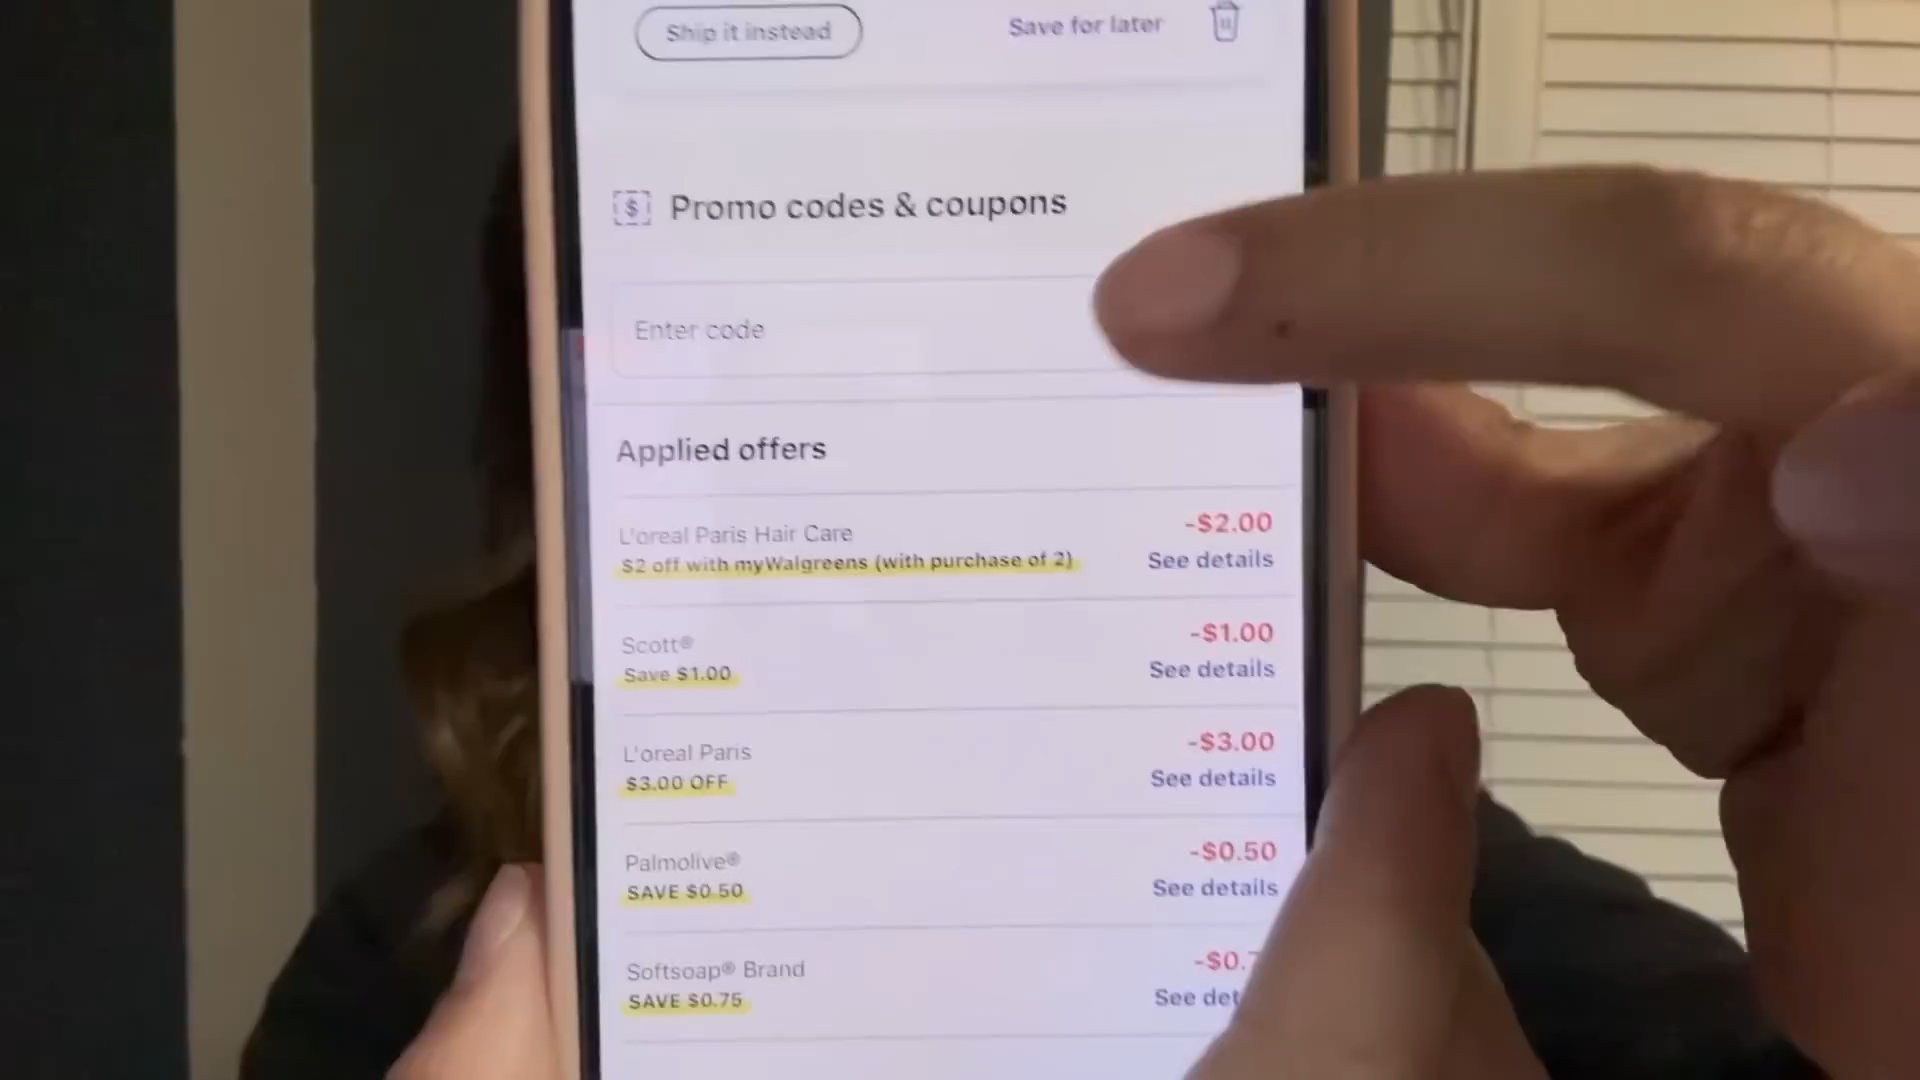 Ship it instead
Save for later
$ Promo codes & coupons
Enter code
Applied offers
L'oreal Paris Hair Care
-$2.00
$2 off with myWalgreens (with purchase of 2)
See details
Scott®
-$1.00
Save $1.00
See details
L'oreal Paris
-$3.00
$3.00 OFF
See details
Palmolive®
-$0.50
SAVE $0.50
See details
Softsoap® Brand
-$0.
SAVE $0.75
See